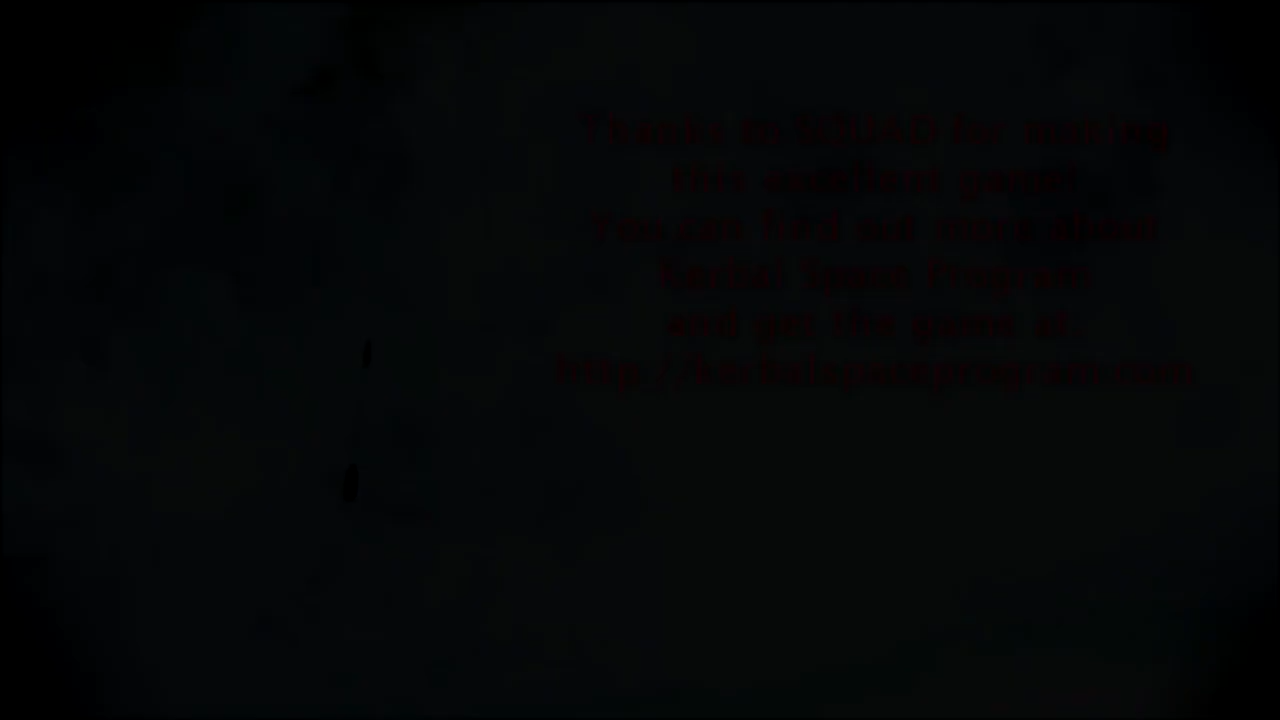 Thanks to SQUAD for making
this excellent game!
You can find out more about
Kerbal Space Program
and get the game at:
http://kerbalspaceprogram.com